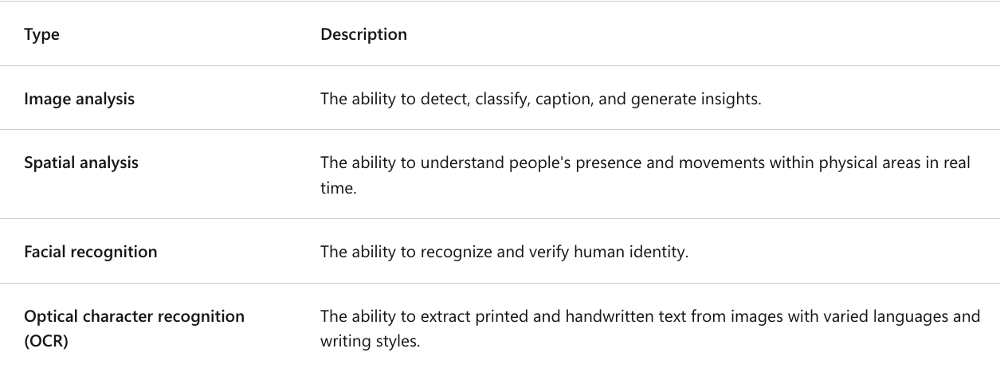 Type Description
Image analysis The ability to detect, classify, caption, and generate insights.
Spatial analysis The ability to understand people's presence and movements within physical areas in real
time.
Facial recognition The ability to recognize and verify human identity.
Optical character recognition The ability to extract printed and handwritten text from images with varied languages and
(OCR) writing styles.